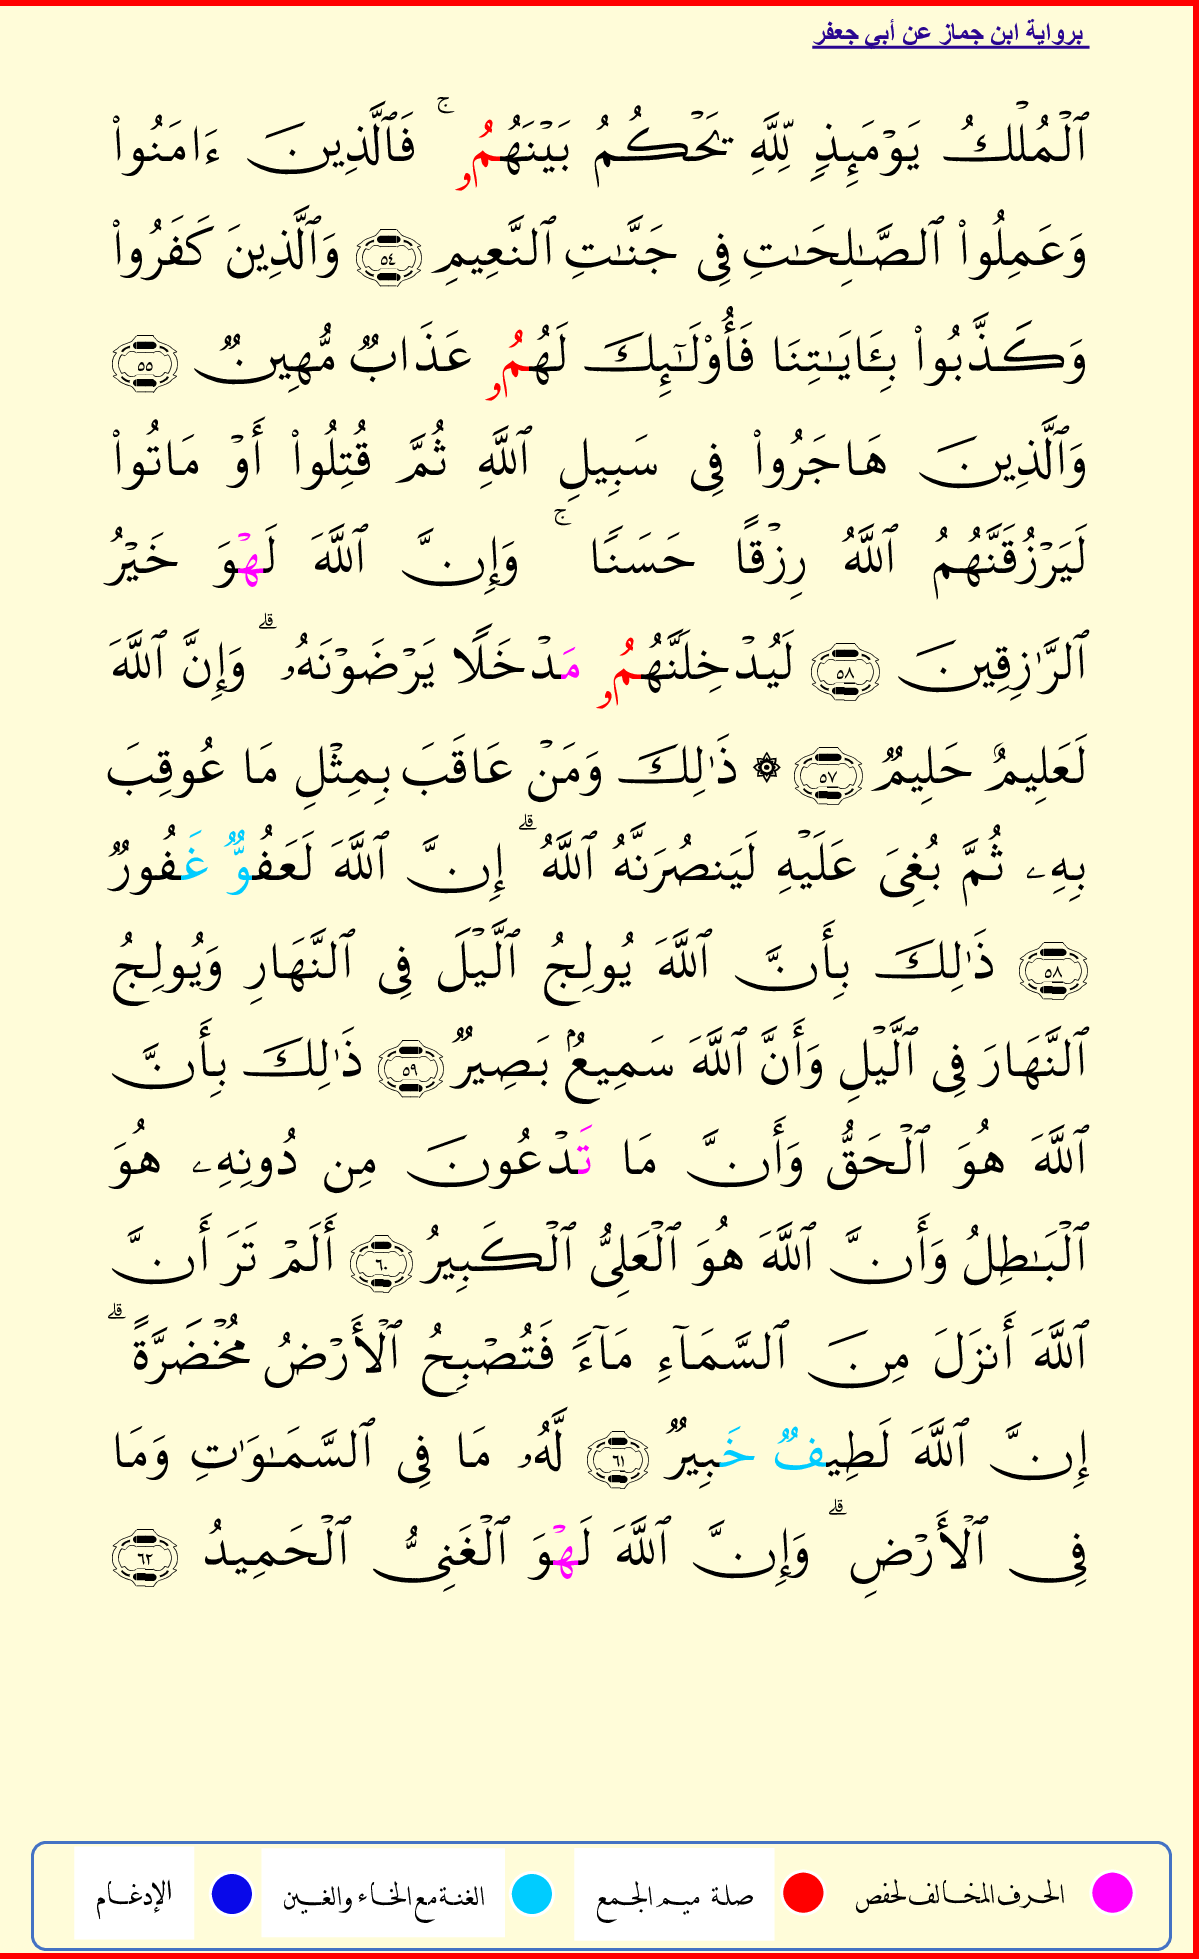 برواية ابن جماز عن أبي جعفر
ٱلۡمُلۡكُ يَوۡمَئِذٖ لِّلَّهِ يَحۡكُمُ بَيۡنَهُمُۥ ۚ فَٱلَّذِينَ ءَامَنُواْ
وَعَمِلُواْ ٱلصَّـٰلِحَـٰتِ فِى جَنَّـٰتِ ٱلنَّعِيمِ ٥٤ وَٱلَّذِينَ كَفَرُواْ
وَكَذَّبُواْ بِـَٔايَـٰتِنَا فَأُوْلَـٰٓئِكَ لَهُمُۥ عَذَابٞ مُّهِينٞ ٥٥
وَٱلَّذِينَ هَاجَرُواْ فِى سَبِيلِ ٱللَّهِ ثُمَّ قُتِلُواْ أَوۡ مَاتُواْ
لَيَرۡزُقَنَّهُمُ ٱللَّهُ رِزۡقًا حَسَنٗا ۚ وَإِنَّ ٱللَّهَ لَهۡوَ خَيۡرُ
ٱلرَّٰزِقِينَ ٥٨ لَيُدۡخِلَنَّهُمُۥ مَدۡخَلٗا يَرۡضَوۡنَهُۥ ۗ وَإِنَّ ٱللَّهَ
لَعَلِيمٌ حَلِيمٞ ٥٧ ۞ ذَٰلِكَ وَمَنۡ عَاقَبَ بِمِثۡلِ مَا عُوقِبَ
بِهِۦ ثُمَّ بُغِىَ عَلَيۡهِ لَيَنصُرَنَّهُ ٱللَّهُ ۗ إِنَّ ٱللَّهَ لَعَفُوٌّ غَفُورٞ
٥٨ ذَٰلِكَ بِأَنَّ ٱللَّهَ يُولِجُ ٱلَّيۡلَ فِى ٱلنَّهَارِ وَيُولِجُ
ٱلنَّهَارَ فِى ٱلَّيۡلِ وَأَنَّ ٱللَّهَ سَمِيعُۢ بَصِيرٞ ٥٩ ذَٰلِكَ بِأَنَّ
ٱللَّهَ هُوَ ٱلۡحَقُّ وَأَنَّ مَا تَدۡعُونَ مِن دُونِهِۦ هُوَ
ٱلۡبَـٰطِلُ وَأَنَّ ٱللَّهَ هُوَ ٱلۡعَلِىُّ ٱلۡكَبِيرُ ٦٠ أَلَمۡ تَرَ أَنَّ
ٱللَّهَ أَنزَلَ مِنَ ٱلسَّمَآءِ مَآءٗ فَتُصۡبِحُ ٱلۡأَرۡضُ مُخۡضَرَّةً ۗ
إِنَّ ٱللَّهَ لَطِيفٞ خَبِيرٞ ٦١ لَّهُۥ مَا فِى ٱلسَّمَـٰوَٰتِ وَمَا
فِى ٱلۡأَرۡضِ ۗ وَإِنَّ ٱللَّهَ لَهۡوَ ٱلۡغَنِىُّ ٱلۡحَمِيدُ ٦٢
الحرف المخالف لحفص صلة ميم الجمع الغنة مع الخاء والغين الإدغام